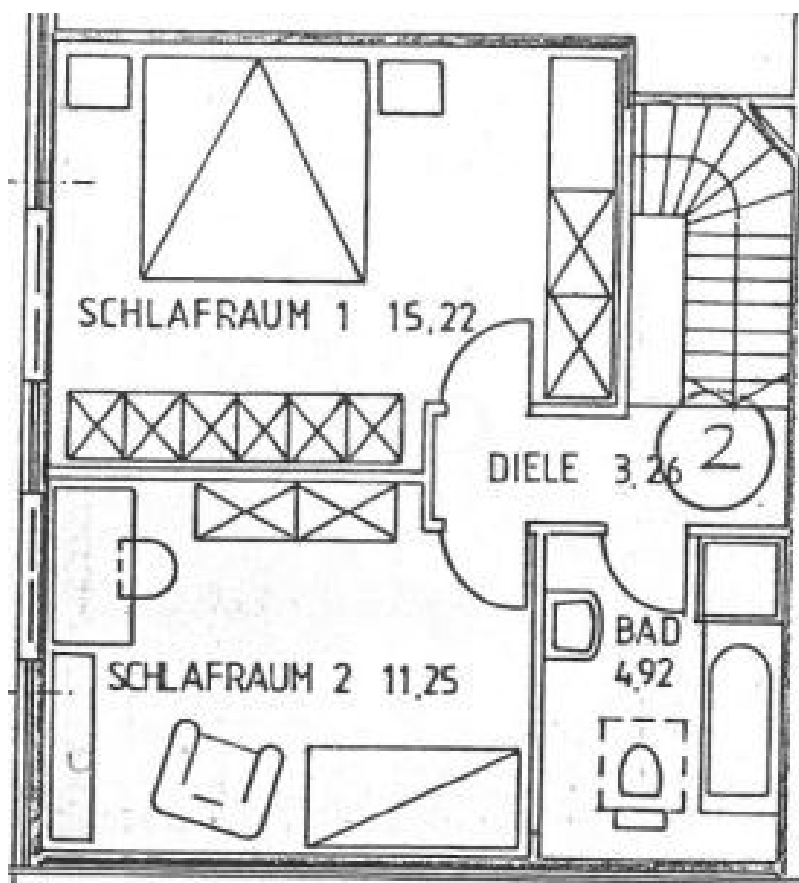 SCHLAFRAUM 1 15,22
DIELE 3,26
2
BAD
4,92
SCHLAFRAUM 2 11,25